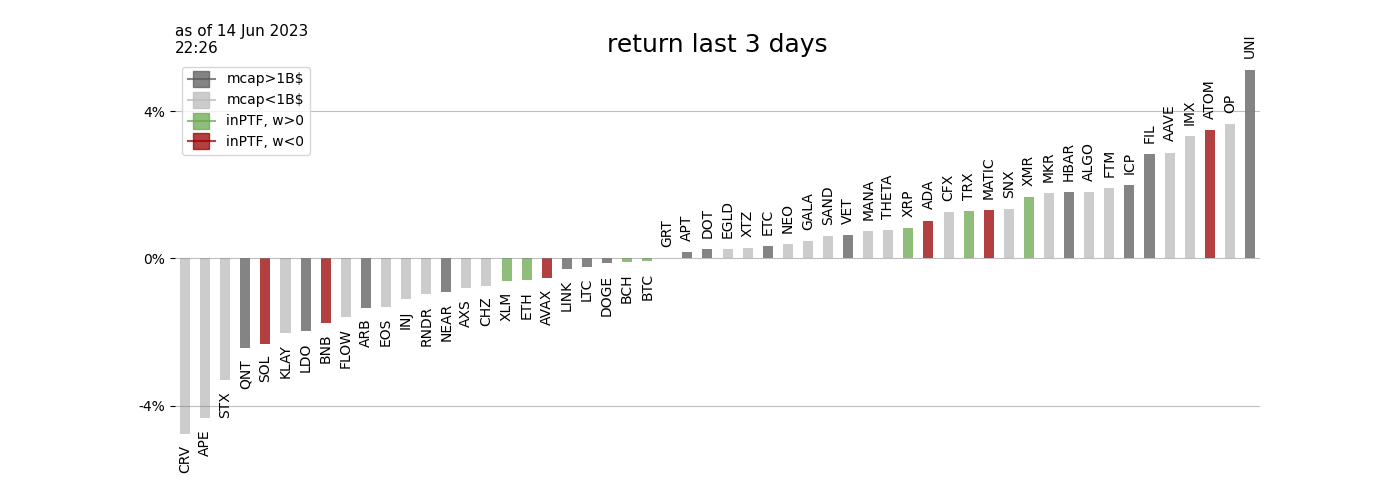 as of 14 Jun 2023
22:26
return last 3 days
mcap>1B$
mcap<1B$
inPTF, w>0
inPTF, w<0
4%
0%
-4%
CRV
APE
STX
QNT
SOL
KLAY
LDO
BNB
FLOW
ARB
EOS
INJ
RNDR
NEAR
AXS
CHZ
XLM
ETH
AVAX
LINK
LTC
DOGE
BCH
BTC
GRT
APT
DOT
EGLD
XTZ
ETC
NEO
GALA
SAND
VET
MANA
THETA
XRP
ADA
CFX
TRX
MATIC
SNX
XMR
MKR
HBAR
ALGO
FTM
ICP
FIL
AAVE
IMX
ATOM
OP
UNI